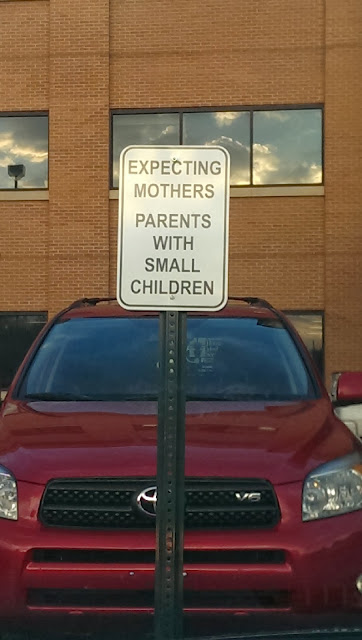 EXPECTING
MOTHERS
PARENTS
WITH
SMALL
CHILDREN
V6